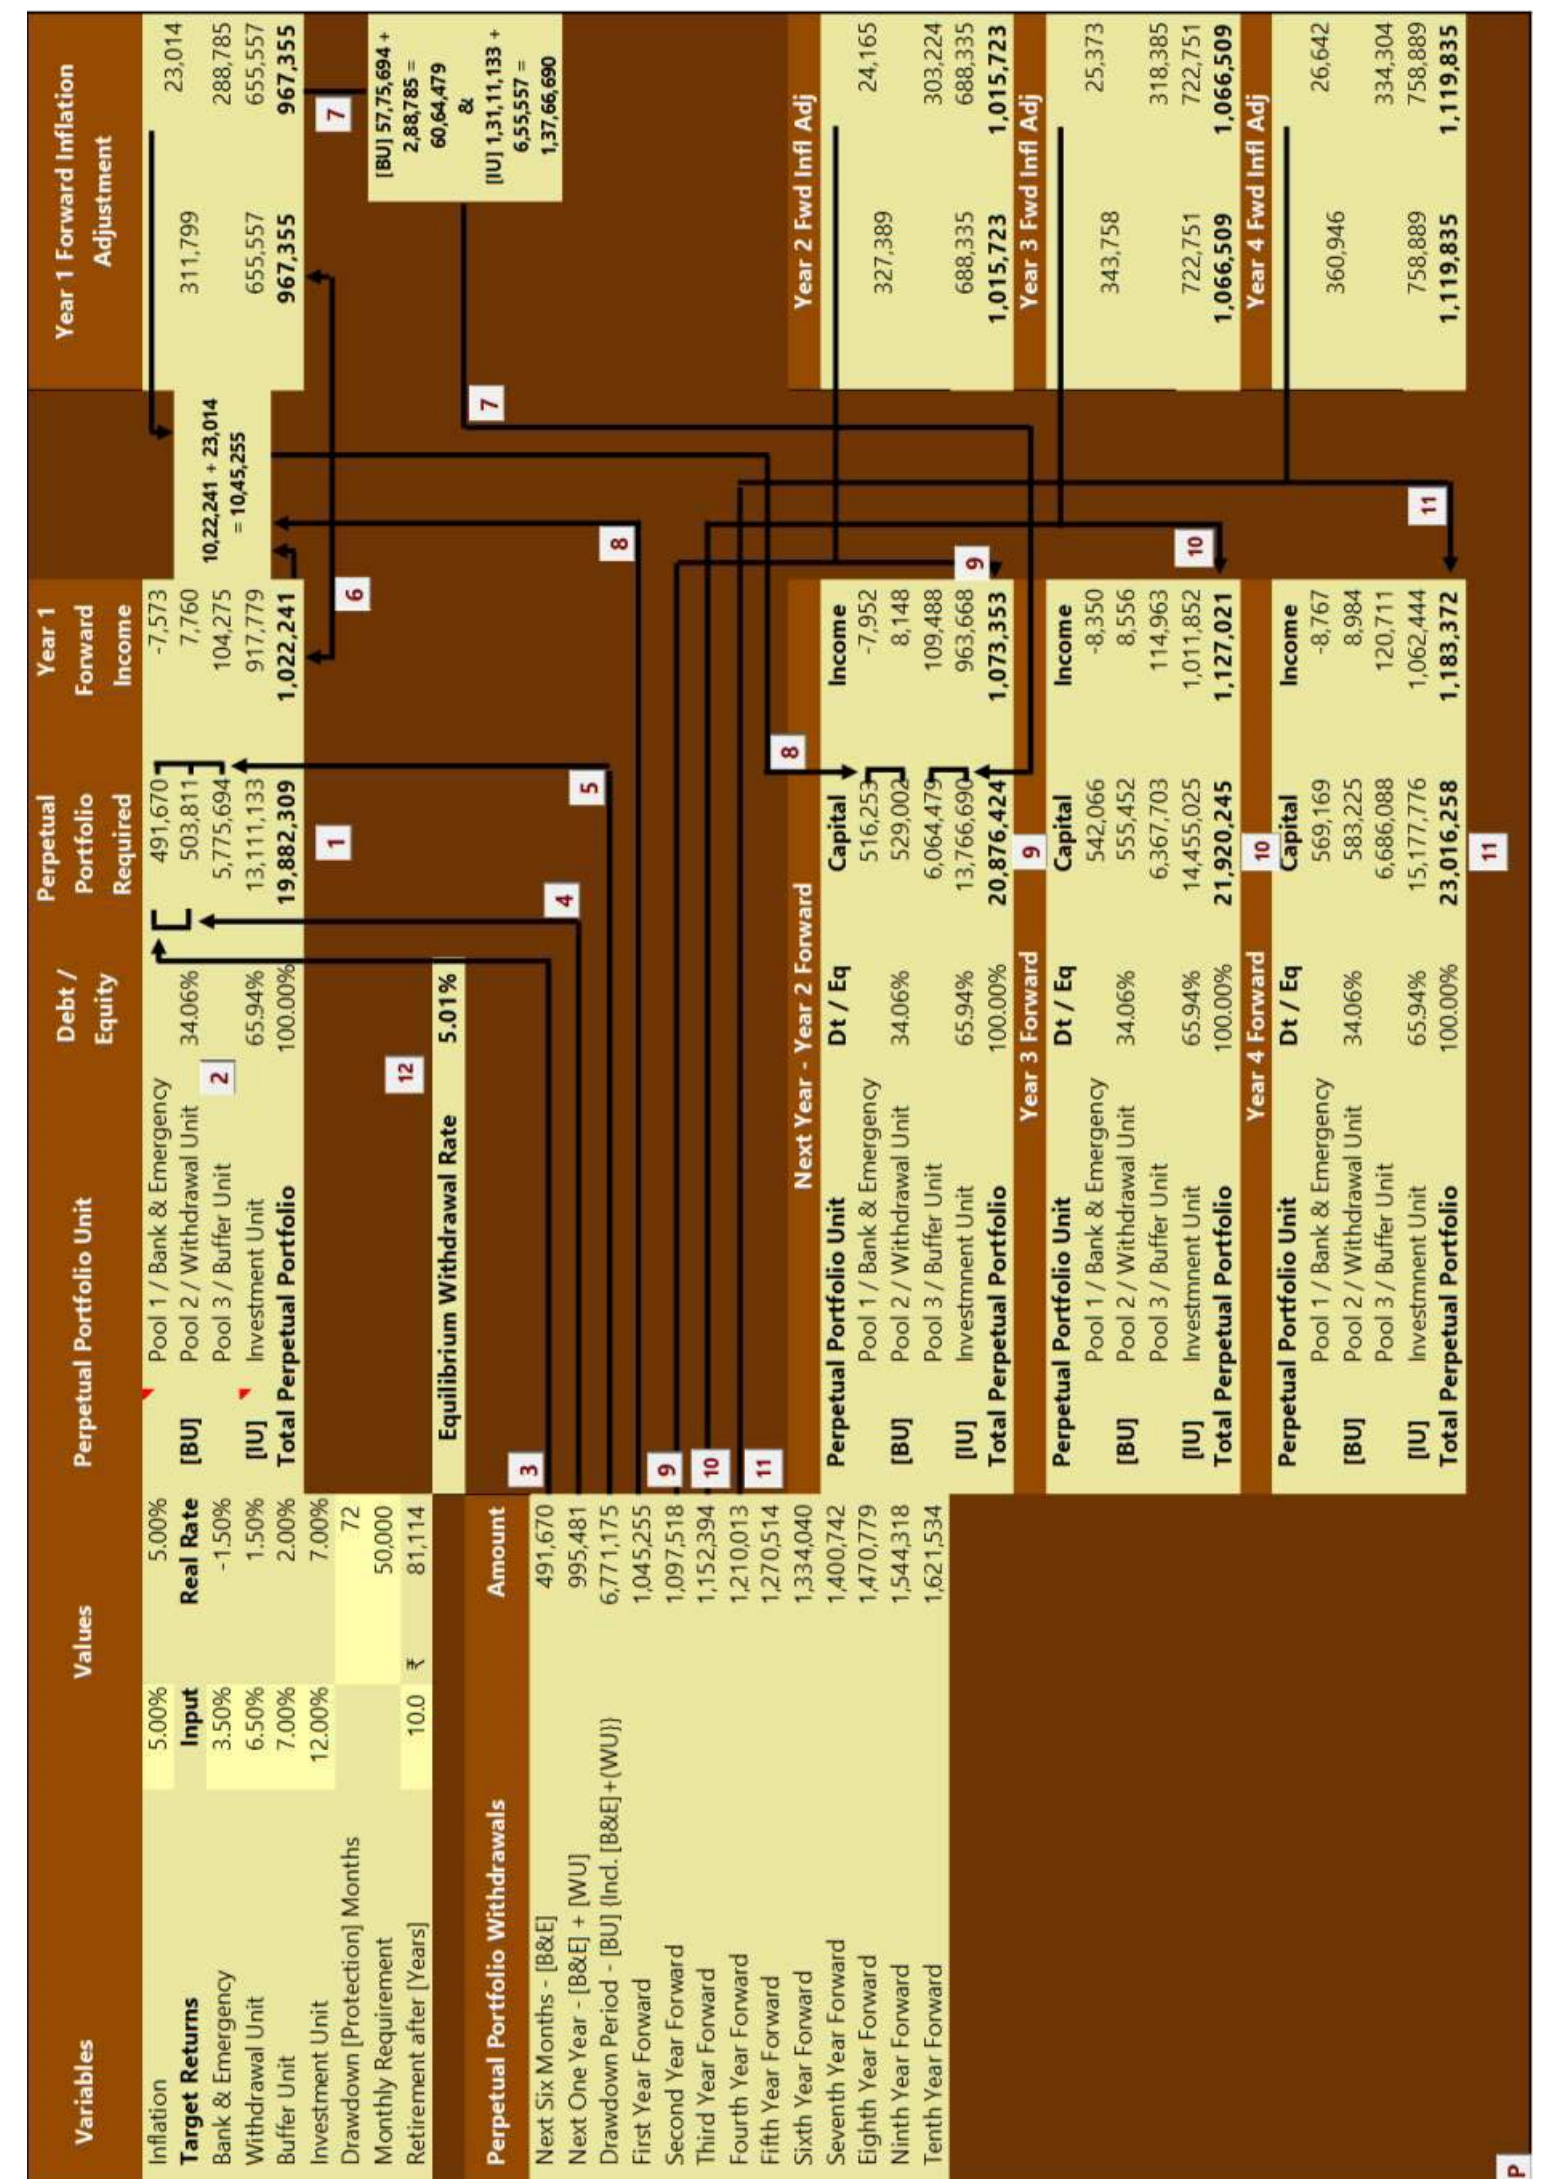 Variables Values Perpetual Portfolio Unit Debt / Equity Perpetual Portfolio Required Year 1 Forward Income Year 1 Forward Inflation Adjustment
Inflation 5.00% 5.00% Pool 1 / Bank & Emergency 491,670 -7,573 23,014
Target Returns Input Real Rate [BU] Pool 2 / Withdrawal Unit 34.06% 503,811 7,760 311,799
Bank & Emergency 3.50% -1.50% Pool 3 / Buffer Unit 2 5,775,694 104,275 10,22,241 + 23,014 = 10,45,255 288,785
Withdrawal Unit 6.50% 1.50% [IU] Investment Unit 65.94% 13,111,133 917,779 655,557 655,557
Buffer Unit 7.00% 2.00% Total Perpetual Portfolio 100.00% 19,882,309 1,022,241 967,355 967,355
Investment Unit 12.00% 7.00% 1 6 7
Drawdown [Protection] Months 72
Monthly Requirement 50,000 12
Retirement after [Years] 10.0 ₹ 81,114
Equilibrium Withdrawal Rate 5.01%
[BU] 57,75,694 +
2,88,785 =
60,64,479
&
[IU] 1,31,11,133 +
6,55,557 =
1,37,66,690
7
Perpetual Portfolio Withdrawals Amount 3
Next Six Months - [B&E] 491,670
Next One Year - [B&E] + [WU] 995,481 4
Drawdown Period - [BU] {Incl. [B&E]+(WU)} 6,771,175 5
First Year Forward 1,045,255 8
Second Year Forward 1,097,518 9
Third Year Forward 1,152,394 10
Fourth Year Forward 1,210,013 11
Fifth Year Forward 1,270,514
Sixth Year Forward 1,334,040
Seventh Year Forward 1,400,742
Eighth Year Forward 1,470,779
Ninth Year Forward 1,544,318
Tenth Year Forward 1,621,534
Next Year - Year 2 Forward 8 Year 2 Fwd Infl Adj
Perpetual Portfolio Unit Dt / Eq Capital Income
Pool 1 / Bank & Emergency 516,253 -7,952 24,165
[BU] Pool 2 / Withdrawal Unit 34.06% 529,002 8,148 327,389
Pool 3 / Buffer Unit 6,064,479 109,488 303,224
[IU] Investmnent Unit 65.94% 13,766,690 963,668 9 688,335 688,335
Total Perpetual Portfolio 100.00% 20,876,424 1,073,353 1,015,723 1,015,723
Year 3 Forward 9 Year 3 Fwd Infl Adj
Perpetual Portfolio Unit Dt / Eq Capital Income
Pool 1 / Bank & Emergency 542,066 -8,350 25,373
[BU] Pool 2 / Withdrawal Unit 34.06% 555,452 8,556 343,758
Pool 3 / Buffer Unit 6,367,703 114,963 318,385
[IU] Investmnent Unit 65.94% 14,455,025 1,011,852 10 722,751 722,751
Total Perpetual Portfolio 100.00% 21,920,245 1,127,021 1,066,509 1,066,509
Year 4 Forward 10 Year 4 Fwd Infl Adj
Perpetual Portfolio Unit Dt / Eq Capital Income
Pool 1 / Bank & Emergency 569,169 -8,767 26,642
[BU] Pool 2 / Withdrawal Unit 34.06% 583,225 8,984 360,946
Pool 3 / Buffer Unit 6,686,088 120,711 334,304
[IU] Investmnent Unit 65.94% 15,177,776 1,062,444 11 758,889 758,889
Total Perpetual Portfolio 100.00% 23,016,258 1,183,372 1,119,835 1,119,835
11
P